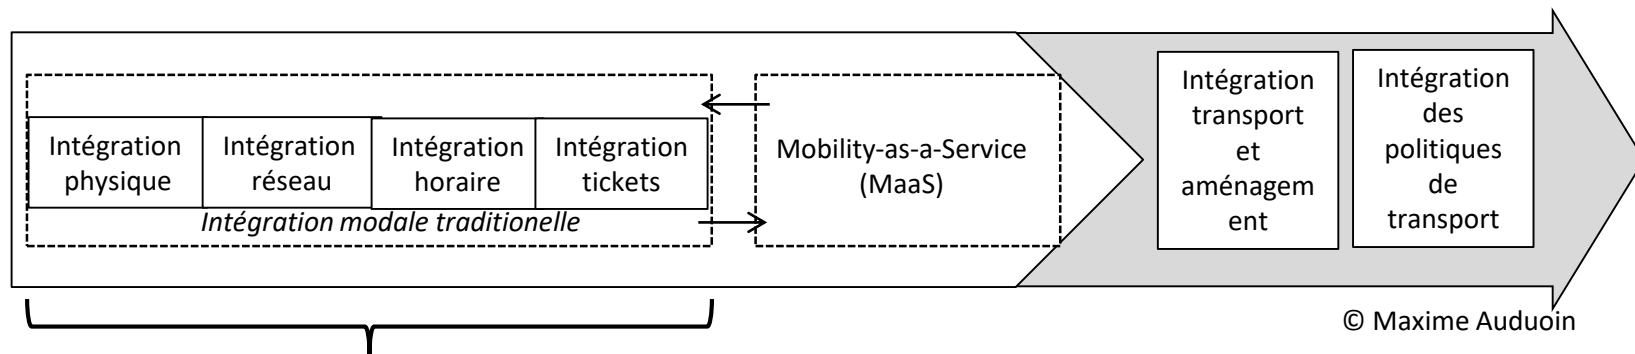 Intégration
physique
Intégration
réseau
Intégration
horaire
Intégration
tickets
Intégration modale traditionelle
Mobility-as-a-Service
(MaaS)
Intégration
transport
et
aménagem
ent
Intégration
des
politiques
de
transport
© Maxime Auduoin